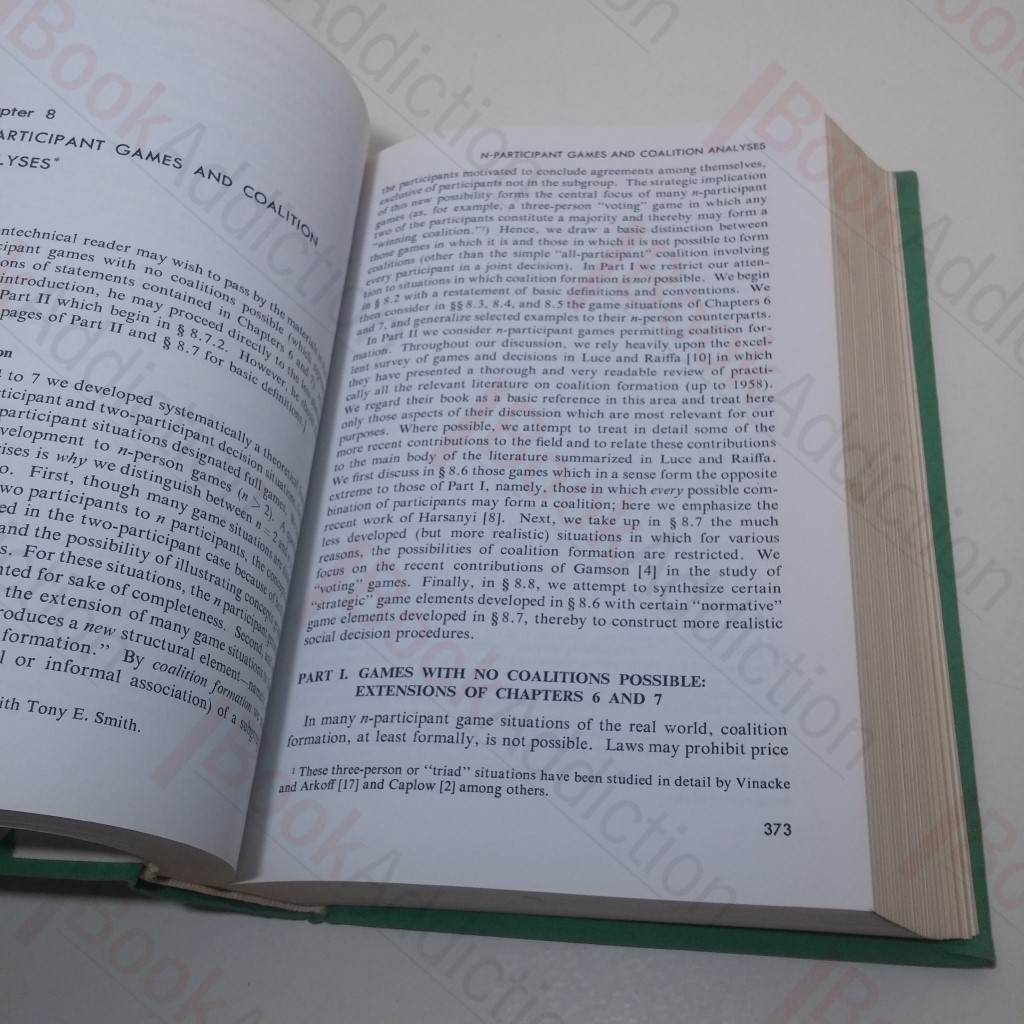 pter 8
ARTICIPANT GAMES AND COALITION
LYSES*
ntechnical reader may wish to pass by the materials
cipant games with no coalitions possible (which
ons of statements contained in Chapters 6 and 7).
introduction, he may proceed directly to the
Part II which begin in § 8.7.2. However, he should
pages of Part II and § 8.7 for basic definitions.]
on
4 to 7 we developed systematically a theoretical
ticipant and two-participant decision situations
participant situations designated full games.
velopment to n-person games (n > 2). A
rises is why we distinguish between n = 2 and
o. First, though many game situations are
wo participants to n participants, the concepts
ed in the two-participant case because of
and the possibility of illustrating concepts
s. For these situations, the n participant
nted for sake of completeness. Second,
the extension of many game situations
roduces a new structural element—
formation." By coalition formation we
l or informal association) of a subgroup
ith Tony E. Smith.
N-PARTICIPANT GAMES AND COALITION ANALYSES
the participants motivated to conclude agreements among themselves,
exclusive of participants not in the subgroup. The strategic implication
of this new possibility forms the central focus of many n-participant
games (as, for example, a three-person "voting" game in which any
two of the participants constitute a majority and thereby may form a
"winning coalition."¹) Hence, we draw a basic distinction between
those games in which it is and those in which it is not possible to form
coalitions (other than the simple "all-participant" coalition involving
every participant in a joint decision). In Part I we restrict our atten-
tion to situations in which coalition formation is not possible. We begin
in § 8.2 with a restatement of basic definitions and conventions. We
then consider in §§ 8.3, 8.4, and 8.5 the game situations of Chapters 6
and 7, and generalize selected examples to their n-person counterparts.
In Part II we consider n-participant games permitting coalition for-
mation. Throughout our discussion, we rely heavily upon the excel-
lent survey of games and decisions in Luce and Raiffa [10] in which
they have presented a thorough and very readable review of practi-
cally all the relevant literature on coalition formation (up to 1958).
We regard their book as a basic reference in this area and treat here
only those aspects of their discussion which are most relevant for our
purposes. Where possible, we attempt to treat in detail some of the
more recent contributions to the field and to relate these contributions
to the main body of the literature summarized in Luce and Raiffa.
We first discuss in § 8.6 those games which in a sense form the opposite
extreme to those of Part I, namely, those in which every possible com-
bination of participants may form a coalition; here we emphasize the
recent work of Harsanyi [8]. Next, we take up in § 8.7 the much
less developed (but more realistic) situations in which for various
reasons, the possibilities of coalition formation are restricted. We
focus on the recent contributions of Gamson [4] in the study of
"voting" games. Finally, in § 8.8, we attempt to synthesize certain
"strategic" game elements developed in § 8.6 with certain "normative"
game elements developed in § 8.7, thereby to construct more realistic
social decision procedures.
PART I. GAMES WITH NO COALITIONS POSSIBLE:
EXTENSIONS OF CHAPTERS 6 AND 7
In many n-participant game situations of the real world, coalition
formation, at least formally, is not possible. Laws may prohibit price
¹ These three-person or "triad" situations have been studied in detail by Vinacke
and Arkoff [17] and Caplow [2] among others.
373